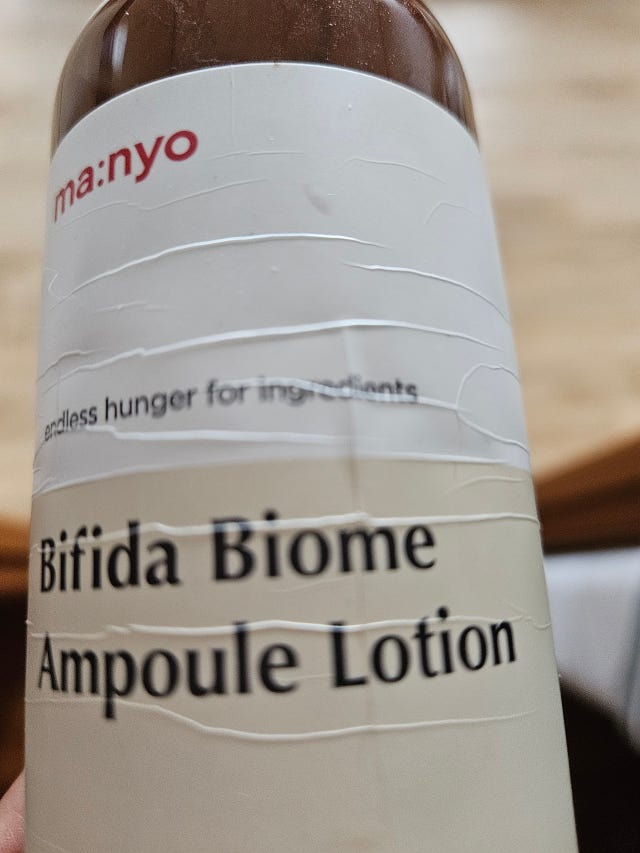 ma:nyo
endless hunger for ingredients
Bifida Biome
Ampoule Lotion